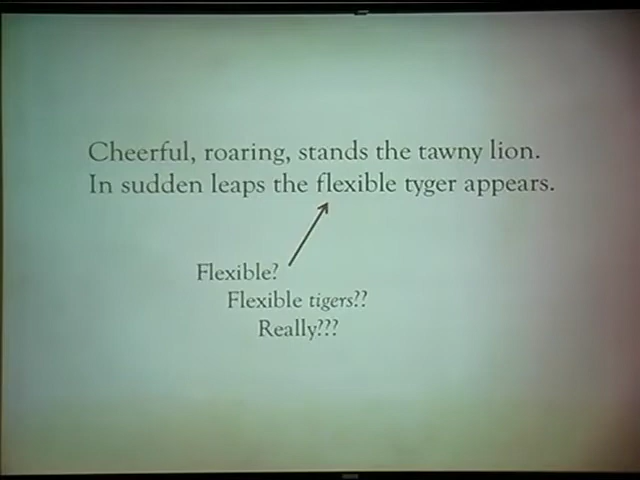 Cheerful, roaring, stands the tawny lion.
In sudden leaps the flexible tyger appears.
Flexible?
Flexible tigers??
Really???